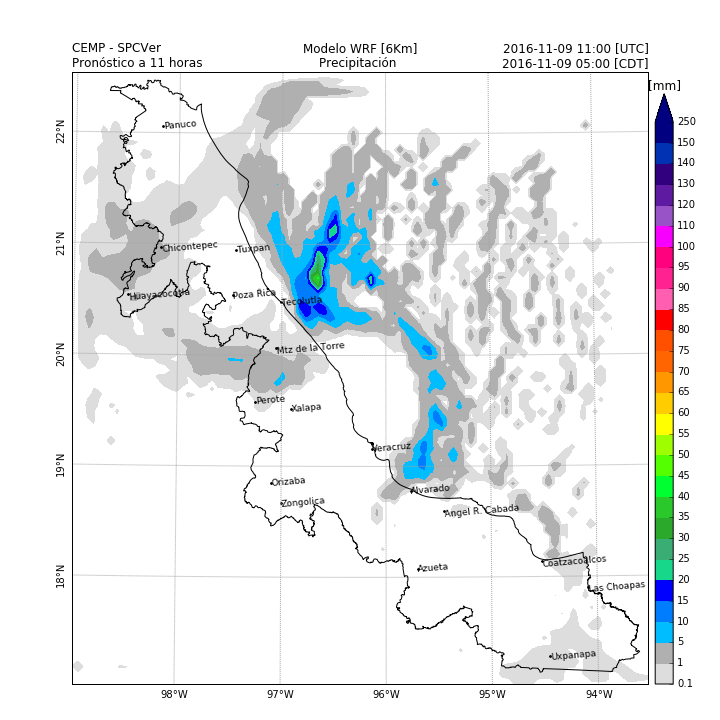 CEMP - SPCVer Modelo WRF [6Km] 2016-11-09 11:00 [UTC]
Pronóstico a 11 horas Precipitación 2016-11-09 05:00 [CDT]
[mm]
250
150
140
130
120
110
100
95
90
85
80
75
70
65
60
55
50
45
40
35
30
25
20
15
10
5
1
0.1
22°N
21°N
20°N
19°N
18°N
Panuco
Chicontepec
Tuxpan
Huayacocotla
Poza Rica
Tecolutla
Mtz de la Torre
Perote
Xalapa
Veracruz
Orizaba
Alvarado
Zongolica
Angel R. Cabada
Azueta
Coatzacoalcos
Las Choapas
Uxpanapa
98°W 97°W 96°W 95°W 94°W